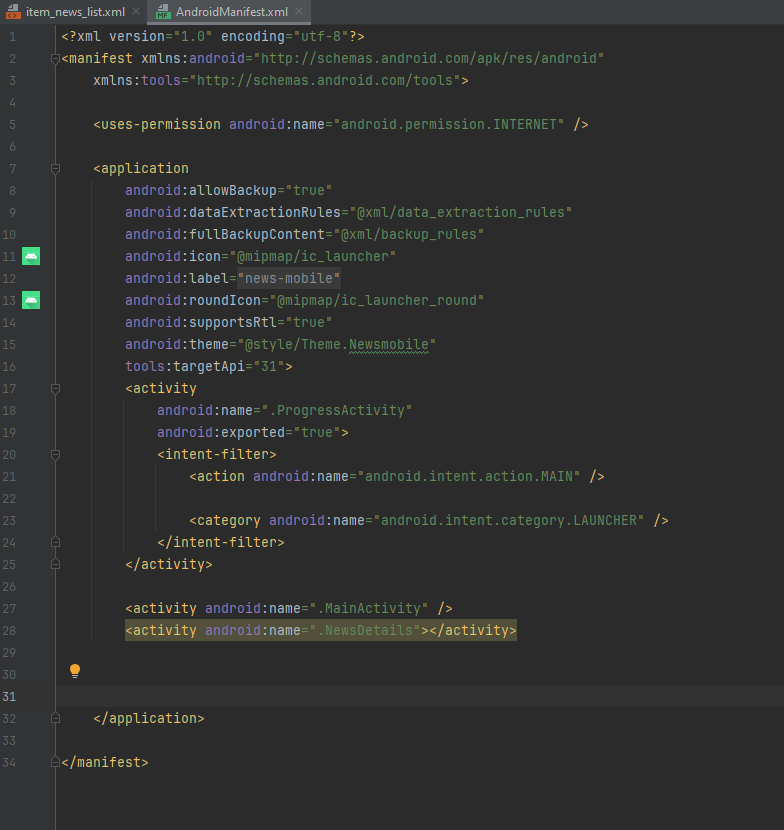 item_news_list.xml
AndroidManifest.xml
MF
1 <?xml version="1.0" encoding="utf-8"?>
2 <manifest xmlns:android="http://schemas.android.com/apk/res/android"
3 xmlns:tools="http://schemas.android.com/tools">
4
5 <uses-permission android:name="android.permission.INTERNET" />
6
7 <application
8 android:allowBackup="true"
9 android:dataExtractionRules="@xml/data_extraction_rules"
10 android:fullBackupContent="@xml/backup_rules"
11 android:icon="@mipmap/ic_launcher"
12 android:label="news-mobile"
13 android:roundIcon="@mipmap/ic_launcher_round"
14 android:supportsRtl="true"
15 android:theme="@style/Theme.Newsmobile"
16 tools:targetApi="31">
17 <activity
18 android:name=".ProgressActivity"
19 android:exported="true">
20 <intent-filter>
21 <action android:name="android.intent.action.MAIN" />
22
23 <category android:name="android.intent.category.LAUNCHER" />
24 </intent-filter>
25 </activity>
26
27 <activity android:name=".MainActivity" />
28 <activity android:name=".NewsDetails"></activity>
29
30
31
32 </application>
33
34 </manifest>